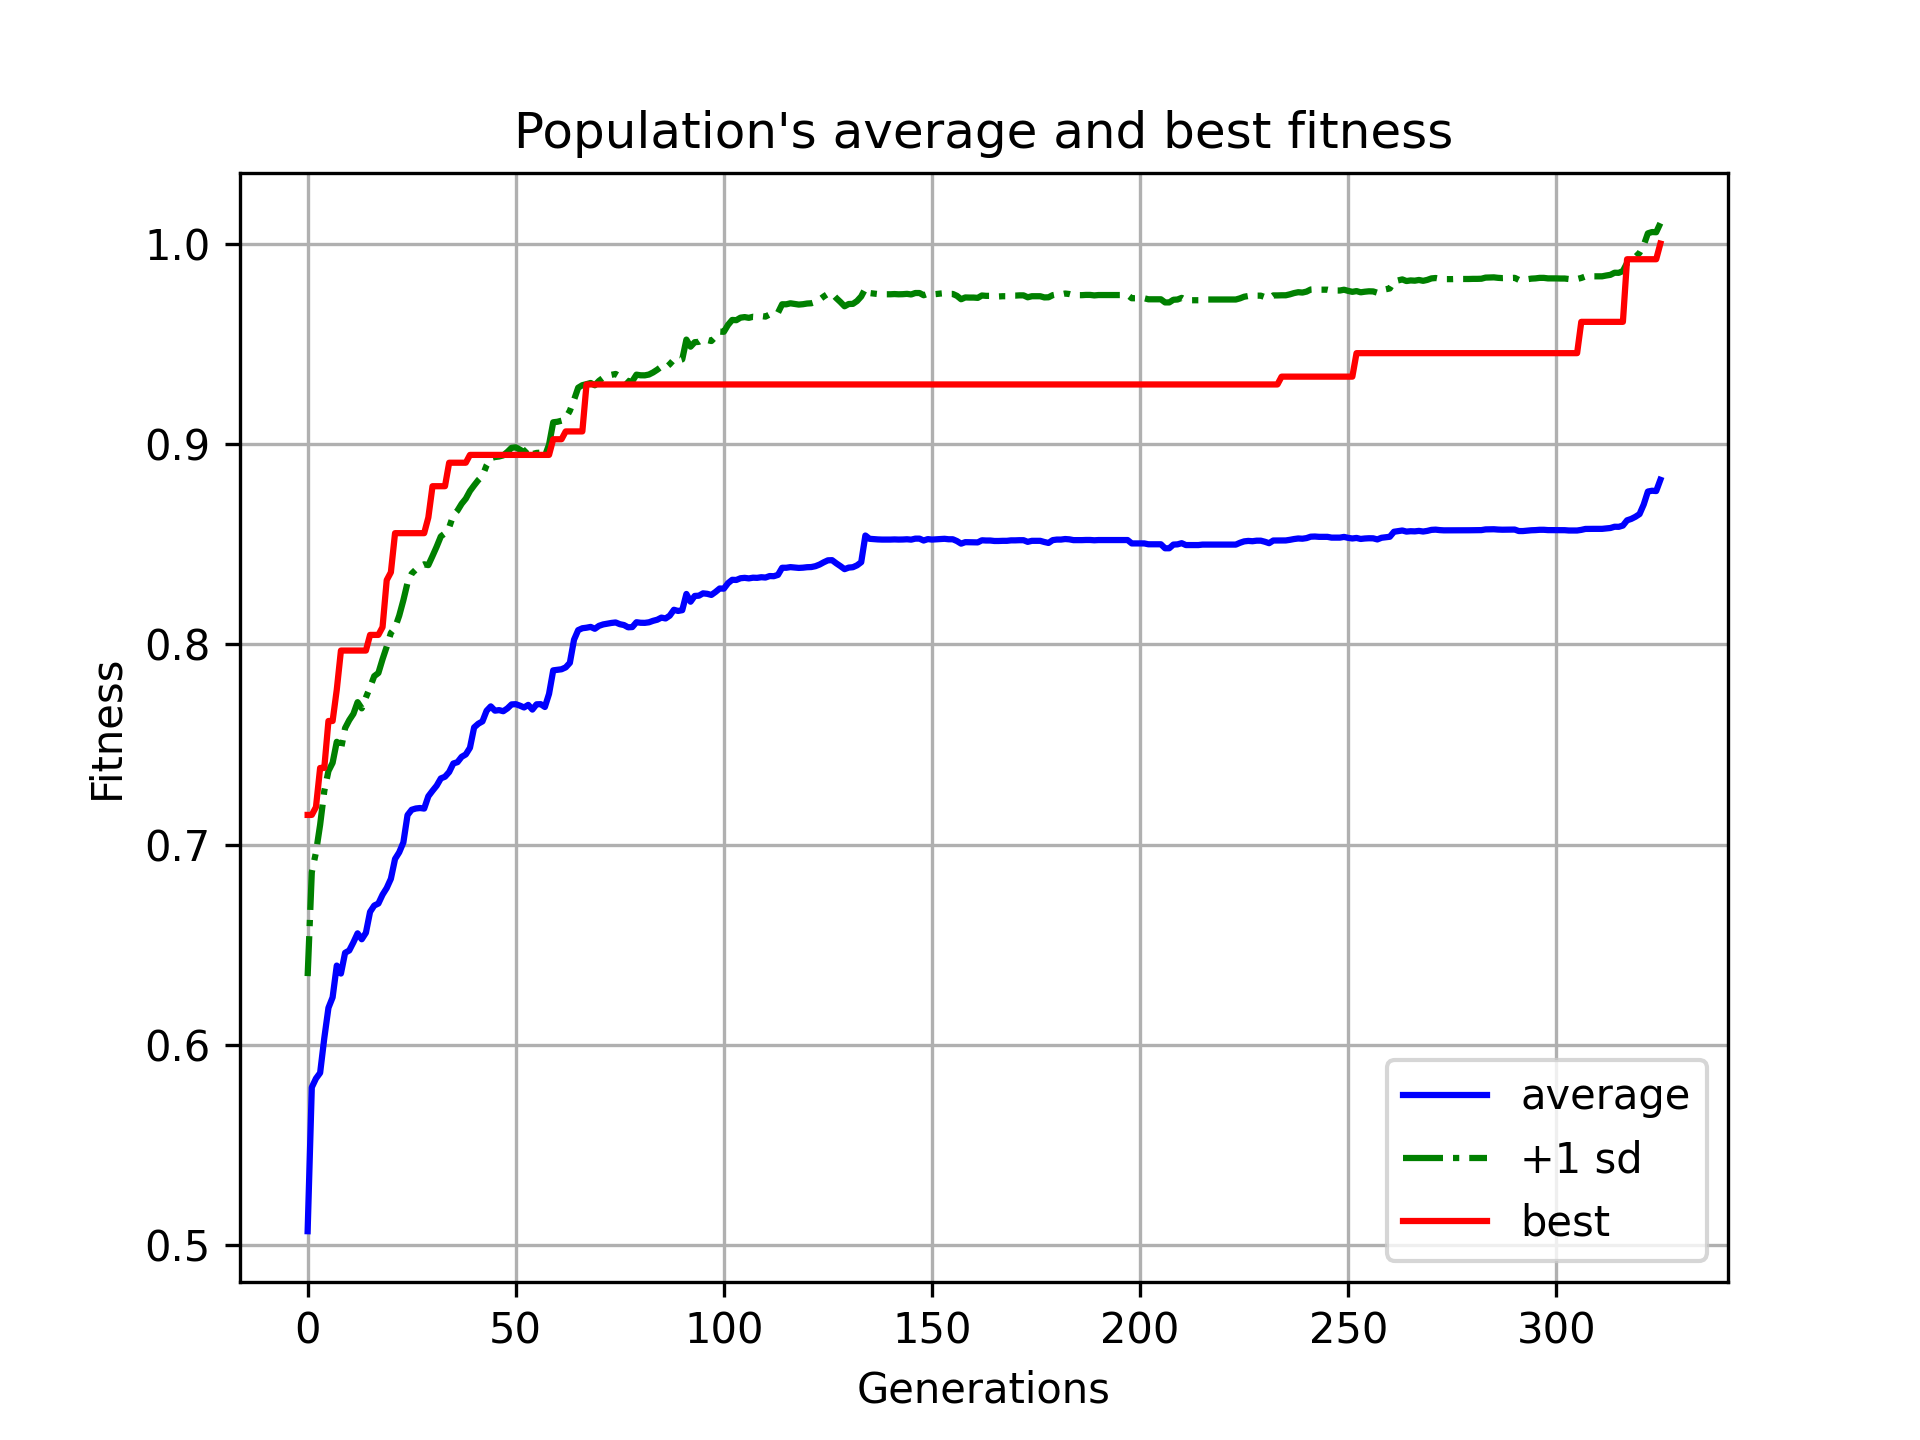 Population's average and best fitness
1.0
0.9
0.8
0.7
0.6
0.5
Fitness
0 50 100 150 200 250 300
Generations
average
+1 sd
best